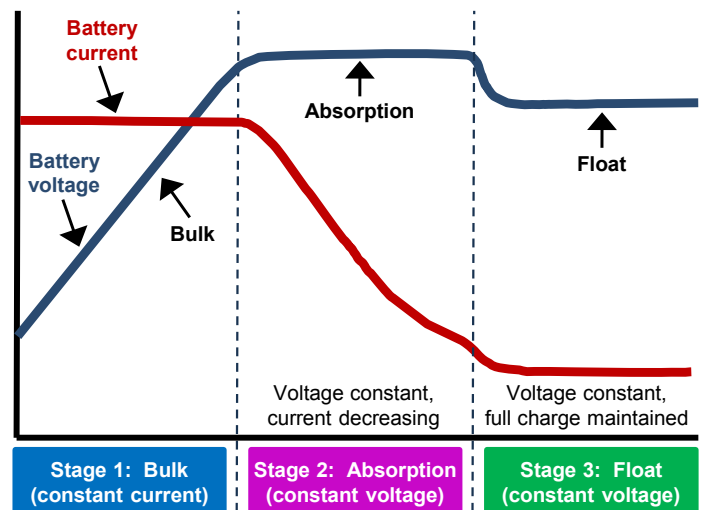 Battery
current
Absorption
Battery
voltage
Float
Bulk
Voltage constant,
current decreasing
Voltage constant,
full charge maintained
Stage 1:  Bulk
(constant current)
Stage 2:  Absorption
(constant voltage)
Stage 3:  Float
(constant voltage)